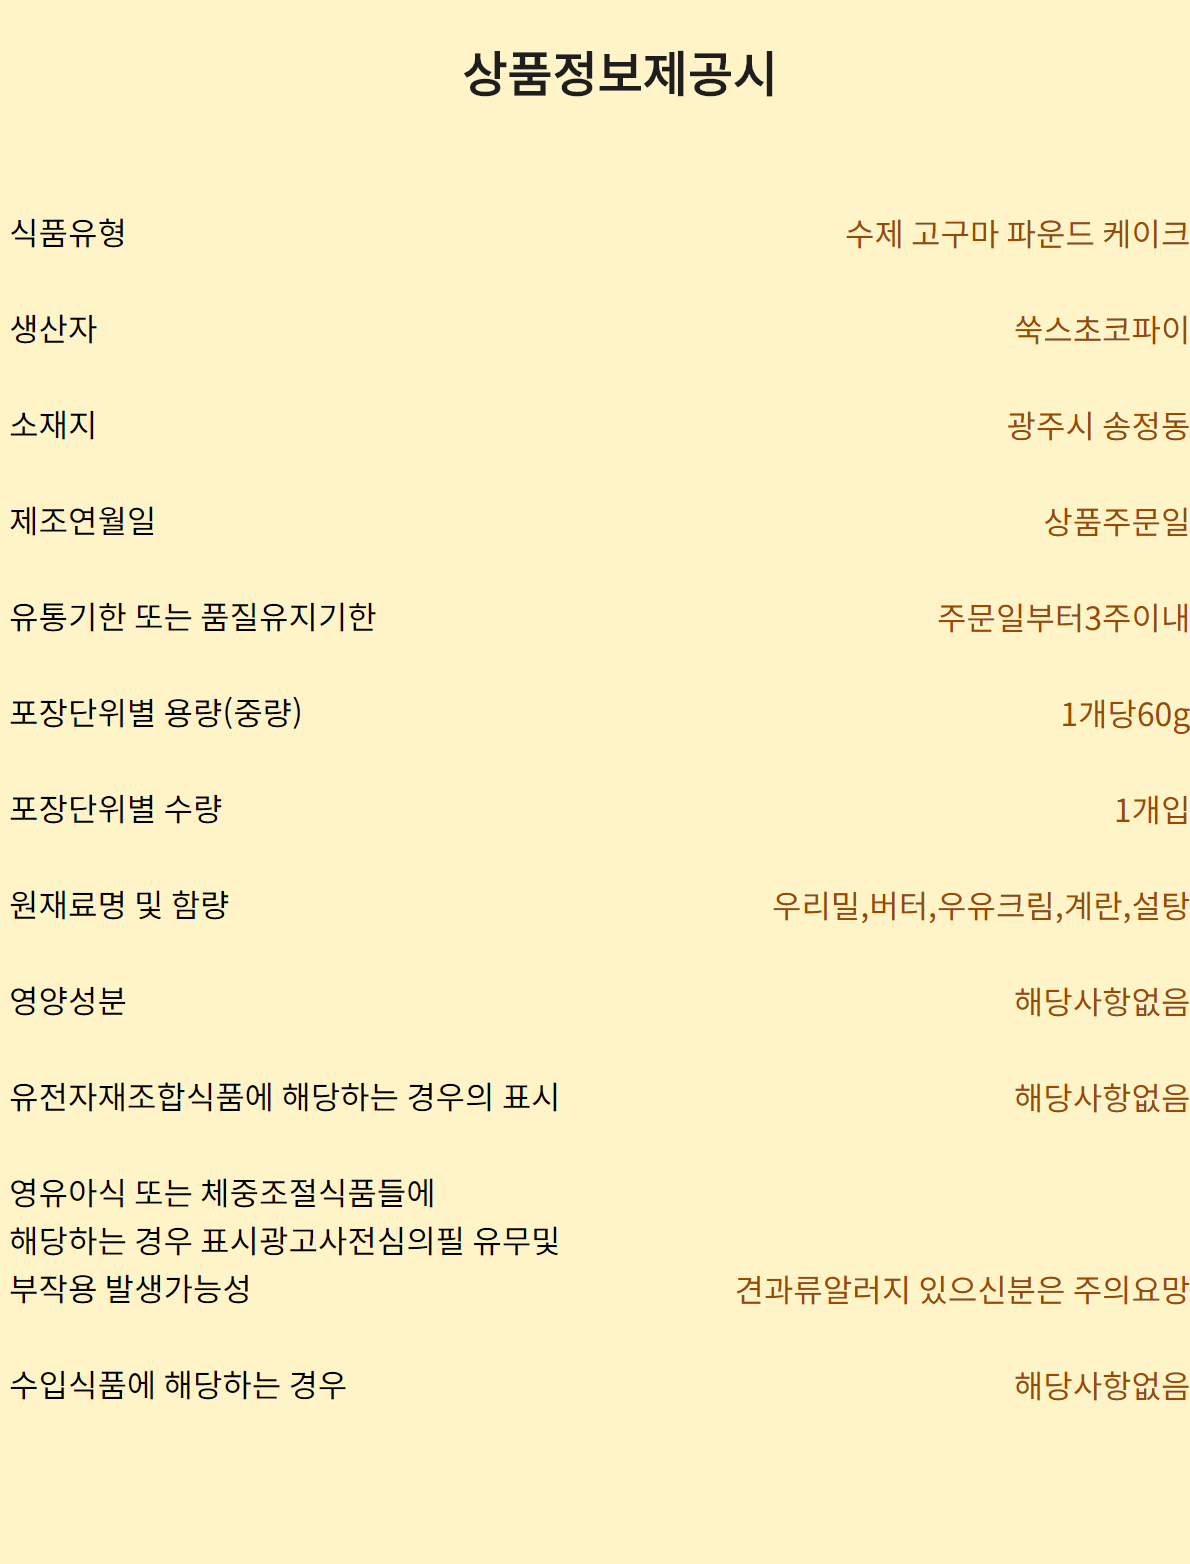 상품정보제공시
식품유형 수제 고구마 파운드 케이크
생산자 쑥스초코파이
소재지 광주시 송정동
제조연월일 상품주문일
유통기한 또는 품질유지기한 주문일부터3주이내
포장단위별 용량(중량) 1개당60g
포장단위별 수량 1개입
원재료명 및 함량 우리밀,버터,우유크림,계란,설탕
영양성분 해당사항없음
유전자재조합식품에 해당하는 경우의 표시 해당사항없음
영유아식 또는 체중조절식품들에
해당하는 경우 표시광고사전심의필 유무및
부작용 발생가능성 견과류알러지 있으신분은 주의요망
수입식품에 해당하는 경우 해당사항없음